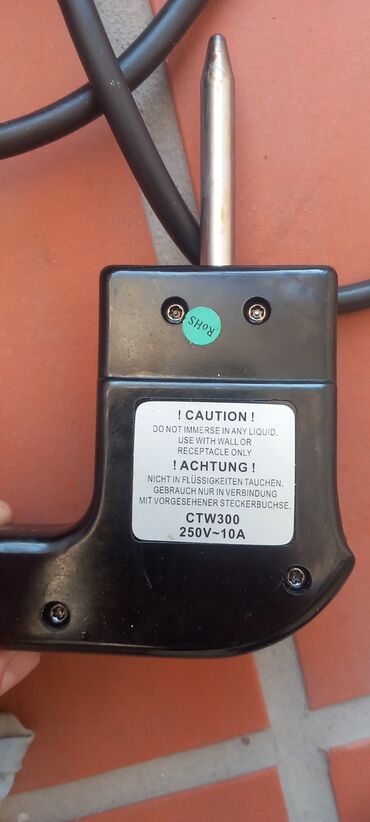 RoHS
! CAUTION !
DO NOT IMMERSE IN ANY LIQUID.
USE WITH WALL OR
RECEPTACLE ONLY
! ACHTUNG !
NICHT IN FLÜSSIGKEITEN TAUCHEN.
GEBRAUCH NUR IN VERBINDUNG
MIT VORGESEHENER STECKERBUCHSE.
CTW300
250V~10A